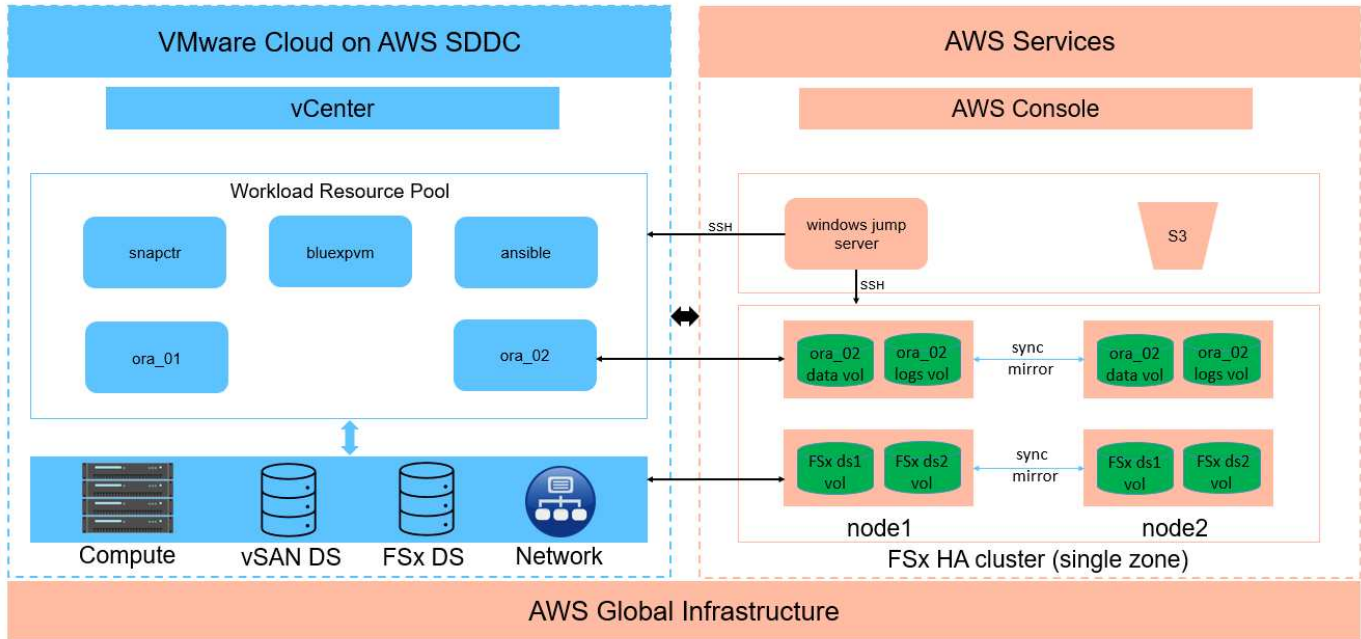 VMware Cloud on AWS SDDC
vCenter
Workload Resource Pool
snapctr
bluexpvm
ansible
ora_01
ora_02
Compute
vSAN DS
FSx DS
Network
AWS Services
AWS Console
SSH
windows jump
server
S3
SSH
ora_02
data vol
ora_02
logs vol
sync
mirror
ora_02
data vol
ora_02
logs vol
FSx ds1
vol
FSx ds2
vol
sync
mirror
FSx ds1
vol
FSx ds2
vol
node1
node2
FSx HA cluster (single zone)
AWS Global Infrastructure